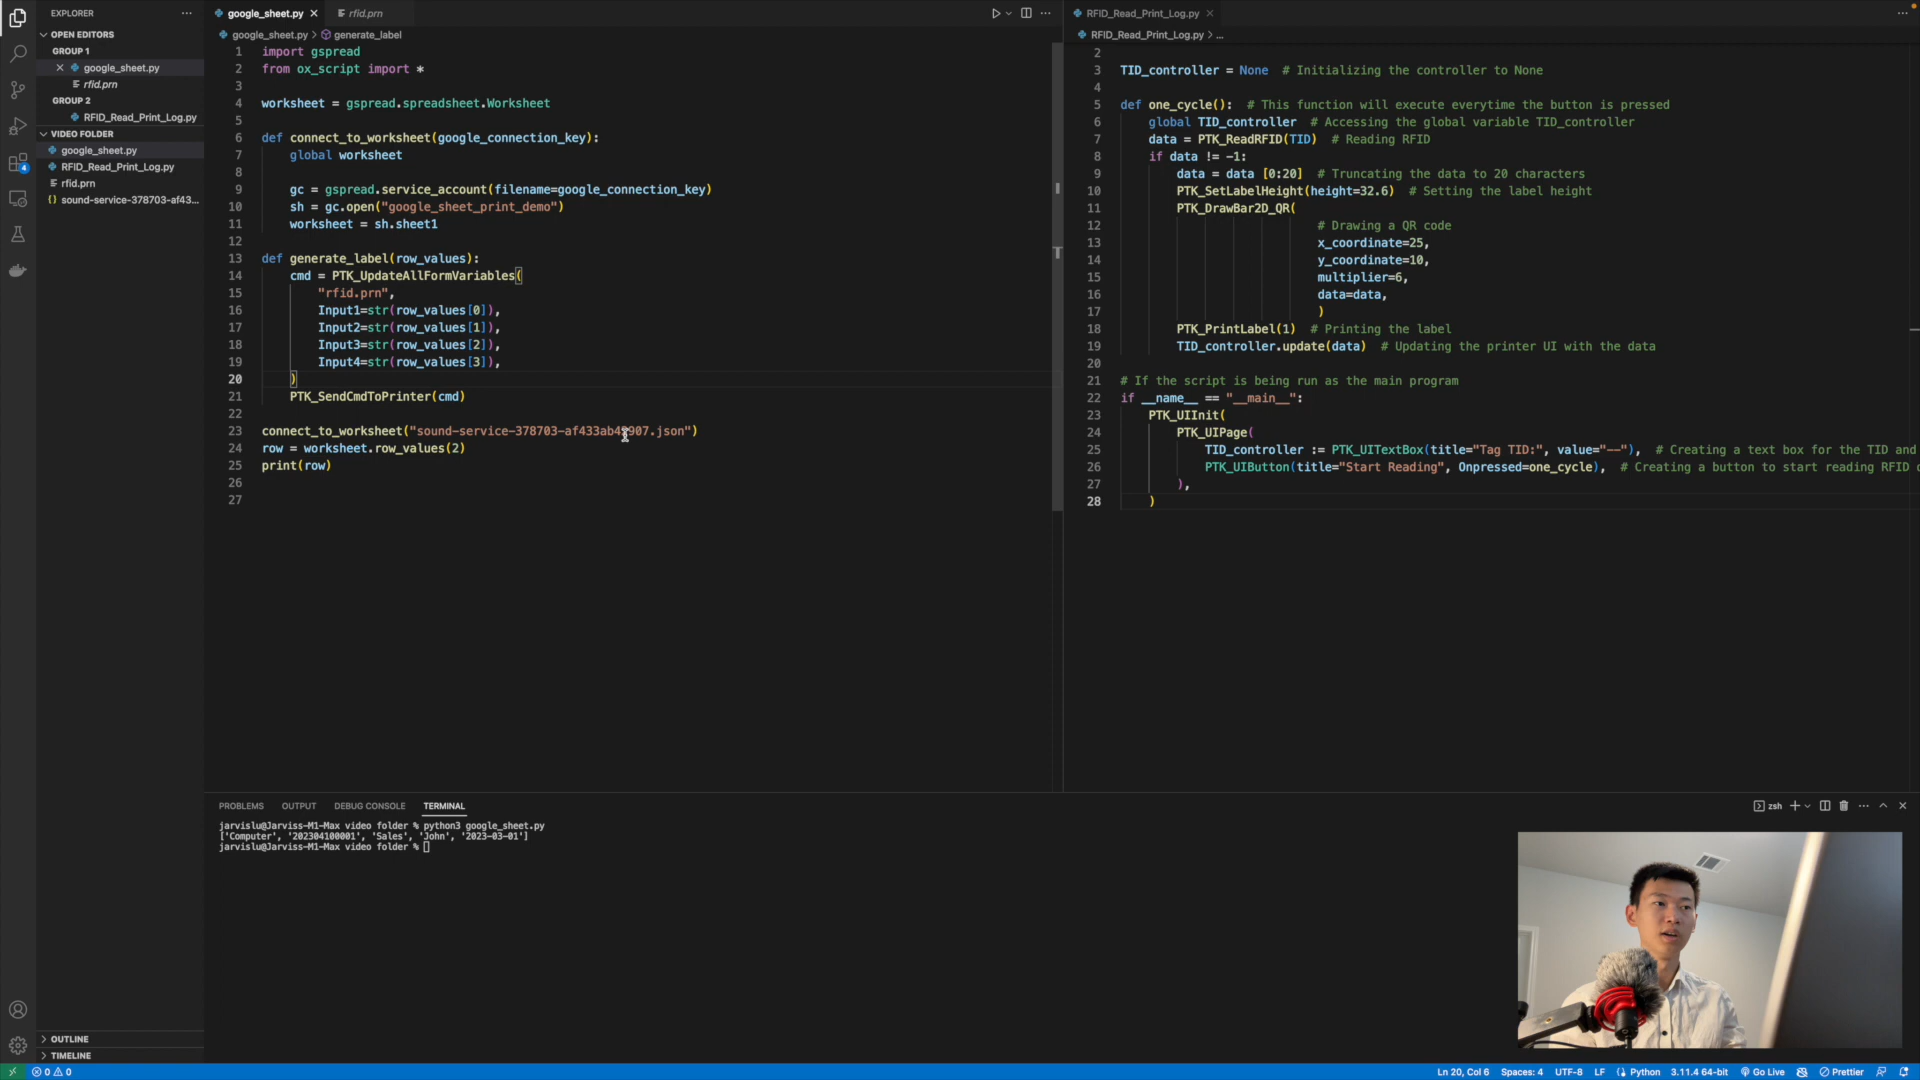 EXPLORER
OPEN EDITORS
GROUP 1
google_sheet.py
rfid.prn
GROUP 2
RFID_Read_Print_Log.py
VIDEO FOLDER
google_sheet.py
RFID_Read_Print_Log.py
rfid.prn
{} sound-service-378703-af43...
4
OUTLINE
TIMELINE
google_sheet.py
rfid.prn
google_sheet.py > generate_label
1 import gspread
2 from ox_script import *
3
4 worksheet = gspread.spreadsheet.Worksheet
5
6 def connect_to_worksheet(google_connection_key):
7 global worksheet
8
9 gc = gspread.service_account(filename=google_connection_key)
10 sh = gc.open("google_sheet_print_demo")
11 worksheet = sh.sheet1
12
13 def generate_label(row_values):
14 cmd = PTK_UpdateAllFormVariables(
15 "rfid.prn",
16 Input1=str(row_values[0]),
17 Input2=str(row_values[1]),
18 Input3=str(row_values[2]),
19 Input4=str(row_values[3]),
20 )
21 PTK_SendCmdToPrinter(cmd)
22
23 connect_to_worksheet(
24 row = worksheet.row_values(2)
25 print(row)
26
27
RFID_Read_Print_Log.py
RFID_Read_Print_Log.py > ...
2
3 TID_controller = None # Initializing the controller to None
4
5 def one_cycle(): # This function will execute everytime the button is pressed
6 global TID_controller # Accessing the global variable TID_controller
7 data = PTK_ReadRFID(TID) # Reading RFID
8 if data != -1:
9 data = data [0:20] # Truncating the data to 20 characters
10 PTK_SetLabelHeight(height=32.6) # Setting the label height
11 PTK_DrawBar2D_QR(
12 # Drawing a QR code
13 x_coordinate=25,
14 y_coordinate=10,
15 multiplier=6,
16 data=data,
17 )
18 PTK_PrintLabel(1) # Printing the label
19 TID_controller.update(data) # Updating the printer UI with the data
20
21 # If the script is being run as the main program
22 if __name__ == "__main__":
23 PTK_UIInit(
24 PTK_UIPage(
25 TID_controller := PTK_UITextBox(title="Tag TID:", value="--"), # Creating a text box for the TID and
26 PTK_UIButton(title="Start Reading", Onpressed=one_cycle), # Creating a button to start reading RFID
27 ),
28 )
PROBLEMS OUTPUT DEBUG CONSOLE TERMINAL
zsh
jarvislu@Jarviss-M1-Max video folder % python3 google_sheet.py
['Computer', '202304100001', 'Sales', 'John', '2023-03-01']
jarvislu@Jarviss-M1-Max video folder %
0 0
Ln 20, Col 6 Spaces: 4 UTF-8 LF Python 3.11.4 64-bit Go Live Prettier